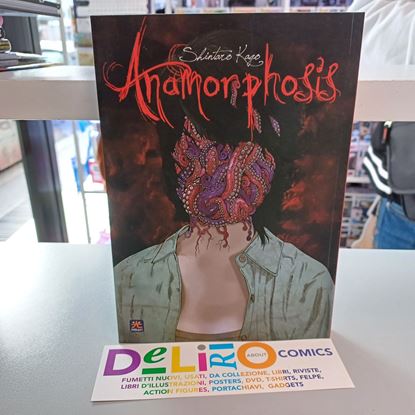 Shintaro Kago
Anamorphosis
DeLiRiO ABOUT COMICS
FUMETTI NUOVI, USATI, DA COLLEZIONE, LIBRI, RIVISTE,
LIBRI D'ILLUSTRAZIONI, POSTERS, DVD, T-SHIRTS, FELPE,
ACTION FIGURES, PORTACHIAVI, GADGETS